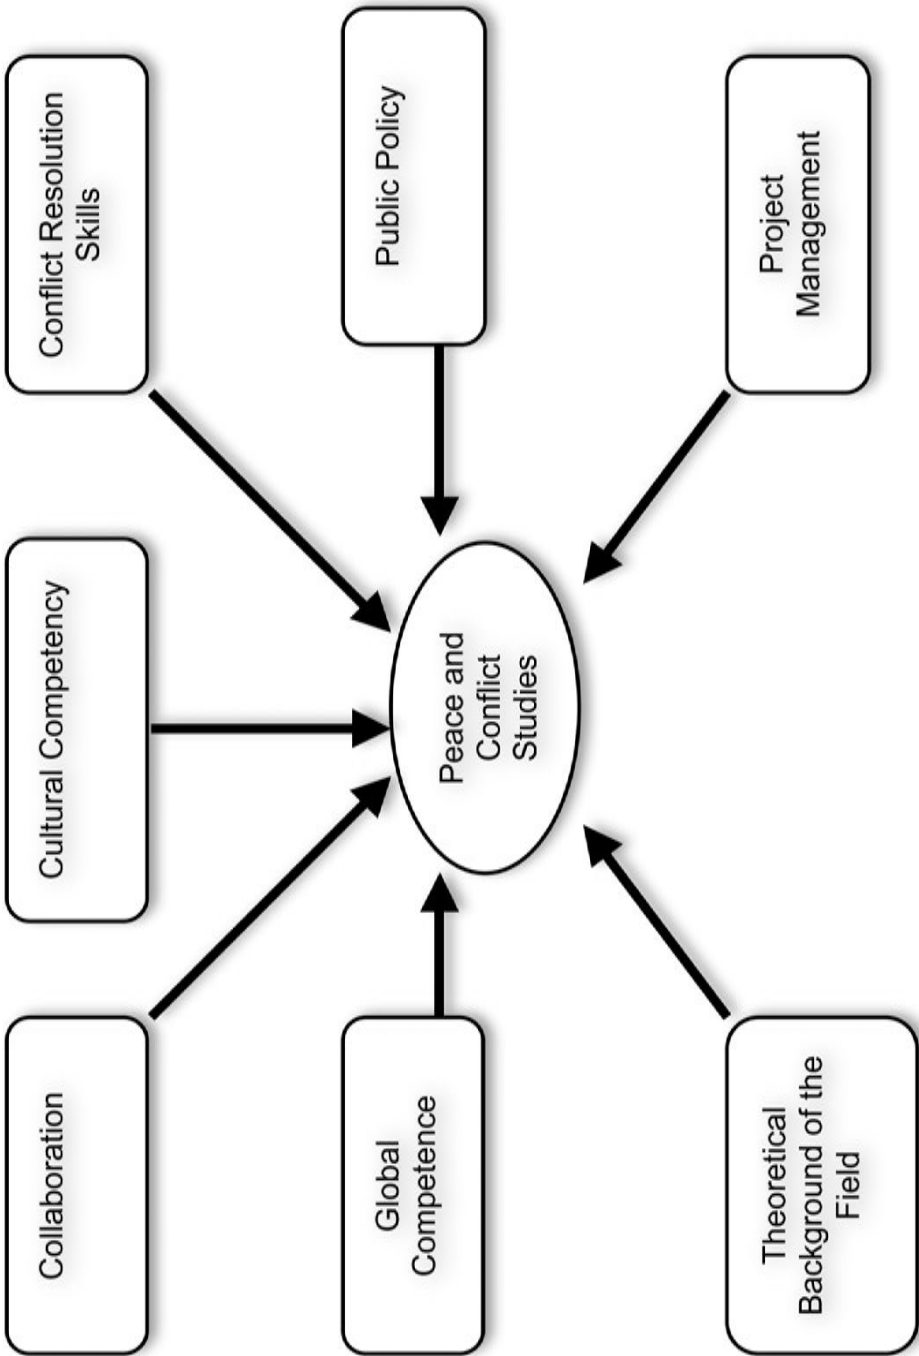 Collaboration
Cultural Competency
Conflict Resolution
Skills
Global
Competence
Peace and
Conflict
Studies
Public Policy
Theoretical
Background of the
Field
Project
Management